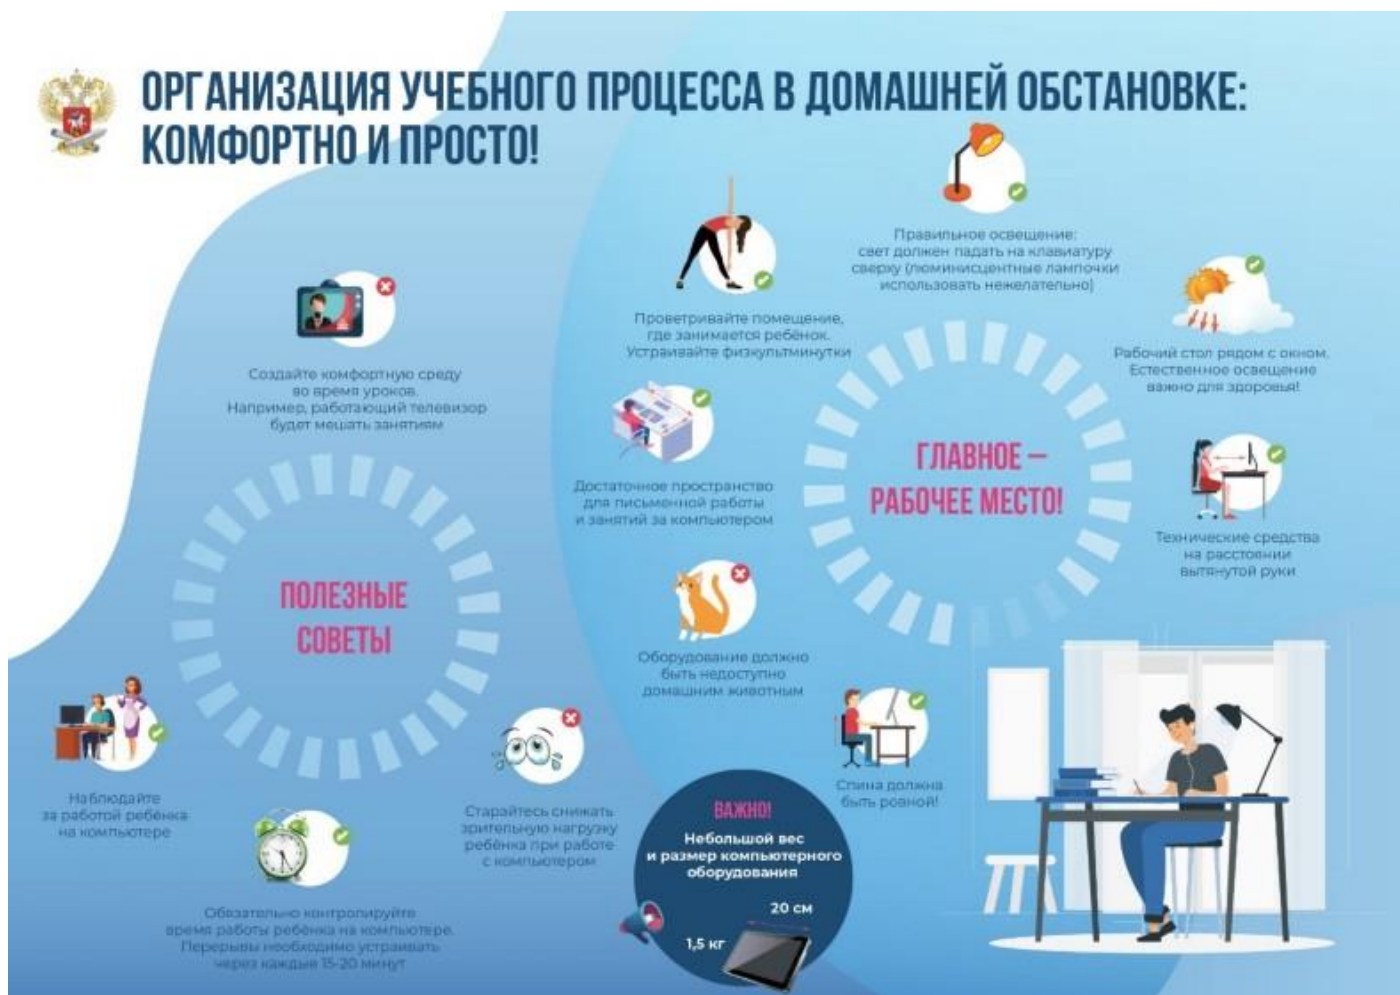 ОРГАНИЗАЦИЯ УЧЕБНОГО ПРОЦЕССА В ДОМАШНЕЙ ОБСТАНОВКЕ:
КОМФОРТНО И ПРОСТО!
Создайте комфортную среду
во время уроков.
Например, работающий телевизор
будет мешать занятиям
ПОЛЕЗНЫЕ
СОВЕТЫ
Наблюдайте
за работой ребёнка
на компьютере
Обязательно контролируйте
время работы ребёнка на компьютере.
Перерывы необходимо устраивать
через каждые 15-20 минут
Старайтесь снижать
зрительную нагрузку
ребёнка при работе
с компьютером
Правильное освещение:
свет должен падать на клавиатуру
сверху (люминисцентные лампочки
использовать нежелательно)
Проветривайте помещение,
где занимается ребёнок.
Устраивайте физкультминутки
Рабочий стол рядом с окном.
Естественное освещение
важно для здоровья!
Достаточное пространство
для письменной работы
и занятий за компьютером
ГЛАВНОЕ –
РАБОЧЕЕ МЕСТО!
Технические средства
на расстоянии
вытянутой руки
Оборудование должно
быть недоступно
домашним животным
Спина должна
быть ровной!
ВАЖНО!
Небольшой вес
и размер компьютерного
оборудования
20 см
1,5 кг